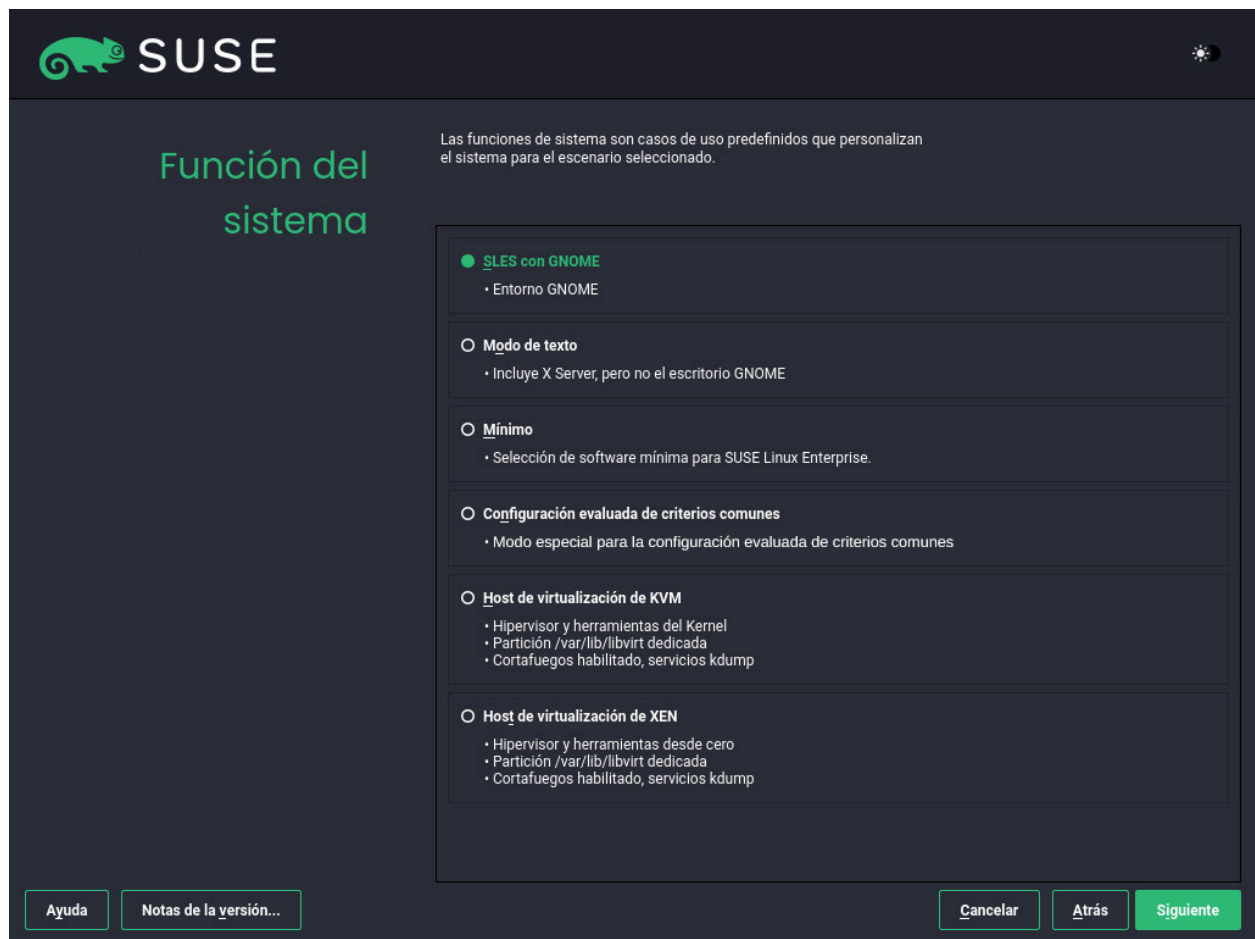 SUSE
Función del
sistema
Las funciones de sistema son casos de uso predefinidos que personalizan
el sistema para el escenario seleccionado.
SLES con GNOME
• Entorno GNOME
Modo de texto
• Incluye X Server, pero no el escritorio GNOME
Mínimo
• Selección de software mínima para SUSE Linux Enterprise.
Configuración evaluada de criterios comunes
• Modo especial para la configuración evaluada de criterios comunes
Host de virtualización de KVM
• Hipervisor y herramientas del Kernel
• Partición /var/lib/libvirt dedicada
• Cortafuegos habilitado, servicios kdump
Host de virtualización de XEN
• Hipervisor y herramientas desde cero
• Partición /var/lib/libvirt dedicada
• Cortafuegos habilitado, servicios kdump
Ayuda
Notas de la versión...
Cancelar
Atrás
Siguiente